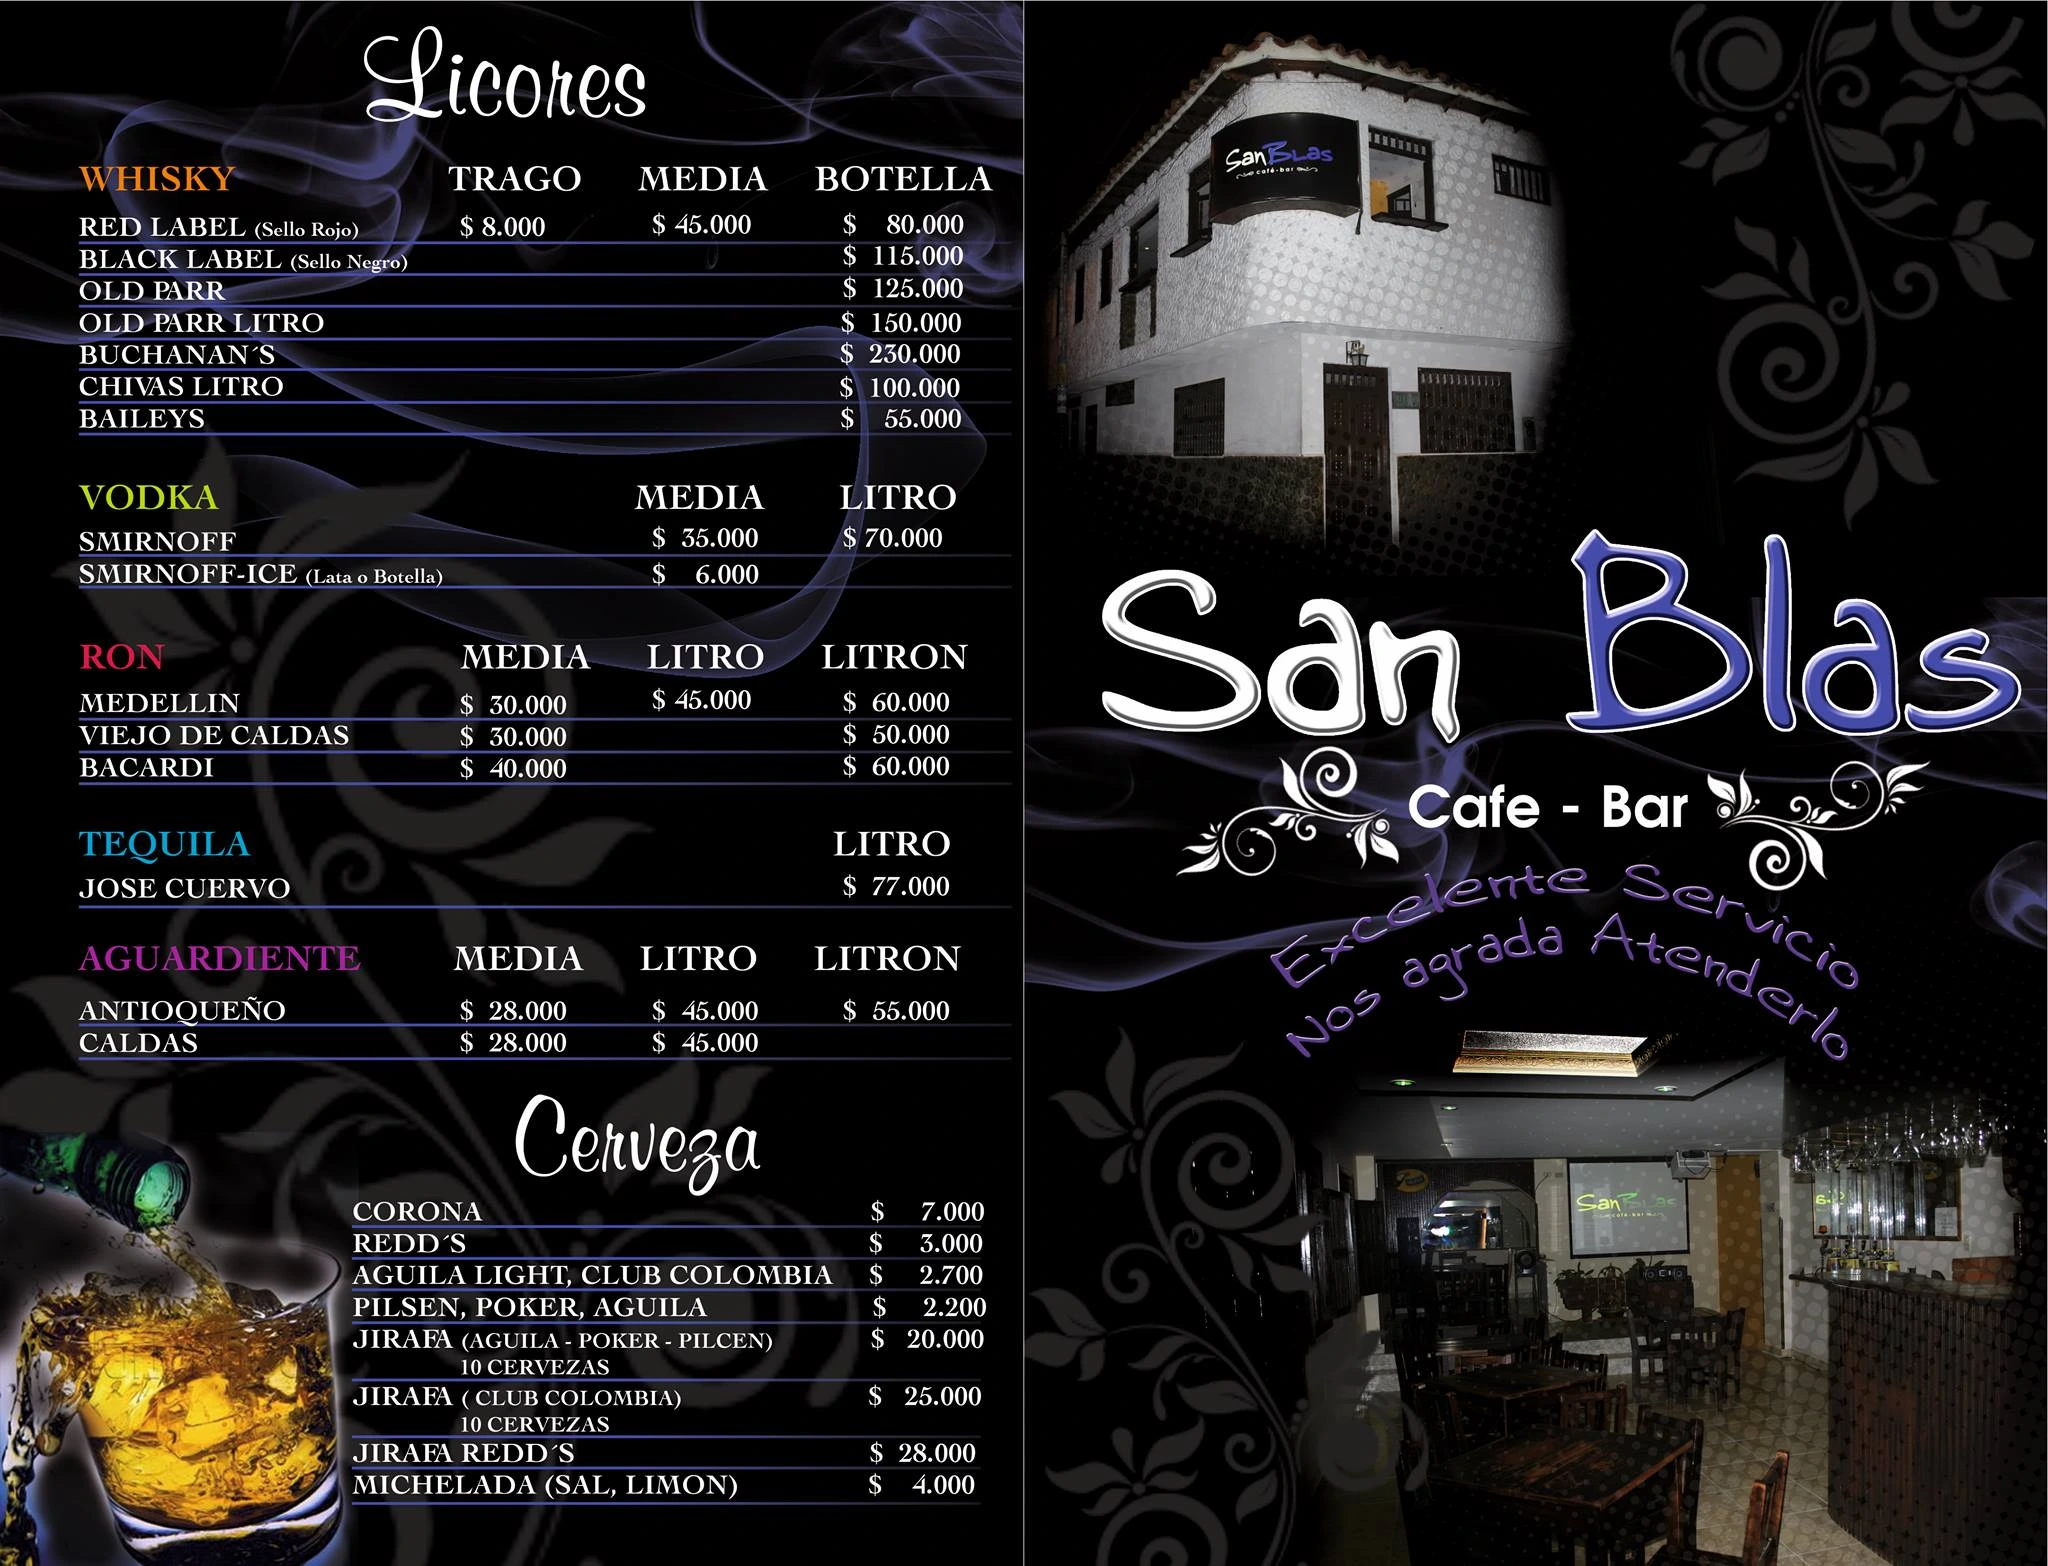 Licores
WHISKY TRAGO MEDIA BOTELLA
RED LABEL (Sello Rojo) $ 8.000 $ 45.000 $ 80.000
BLACK LABEL (Sello Negro) $ 115.000
OLD PARR $ 125.000
OLD PARR LITRO $ 150.000
BUCHANAN´S $ 230.000
CHIVAS LITRO $ 100.000
BAILEYS $ 55.000
VODKA MEDIA LITRO
SMIRNOFF $ 35.000 $ 70.000
SMIRNOFF-ICE (Lata o Botella) $ 6.000
RON MEDIA LITRO LITRON
MEDELLIN $ 30.000 $ 45.000 $ 60.000
VIEJO DE CALDAS $ 30.000 $ 50.000
BACARDI $ 40.000 $ 60.000
TEQUILA LITRO
JOSE CUERVO $ 77.000
AGUARDIENTE MEDIA LITRO LITRON
ANTIOQUEÑO $ 28.000 $ 45.000 $ 55.000
CALDAS $ 28.000 $ 45.000
Cerveza
CORONA $ 7.000
REDD´S $ 3.000
AGUILA LIGHT, CLUB COLOMBIA $ 2.700
PILSEN, POKER, AGUILA $ 2.200
JIRAFA (AGUILA - POKER - PILCEN) $ 20.000
10 CERVEZAS
JIRAFA ( CLUB COLOMBIA) $ 25.000
10 CERVEZAS
JIRAFA REDD´S $ 28.000
MICHELADA (SAL, LIMON) $ 4.000
San Blas
café-bar
San Blas
Cafe - Bar
Excelente Servicio
Nos agrada Atenderlo
San Blas
café-bar